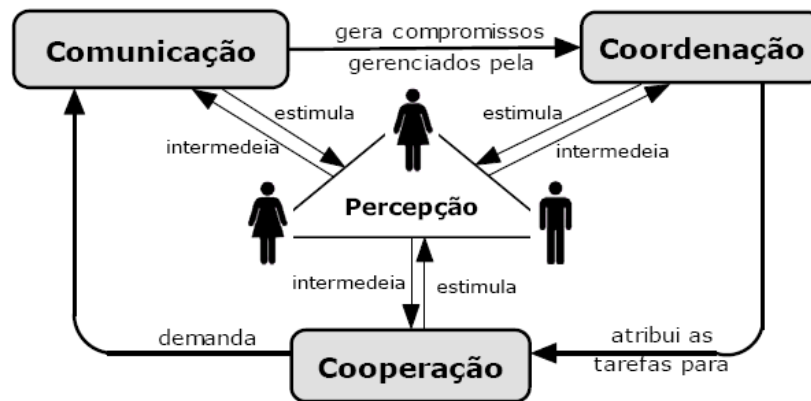 Comunicação
gera compromissos
gerenciados pela
Coordenação
estimula
intermedeia
estimula
intermedeia
Percepção
intermedeia
estimula
demanda
Cooperação
atribui as
tarefas para